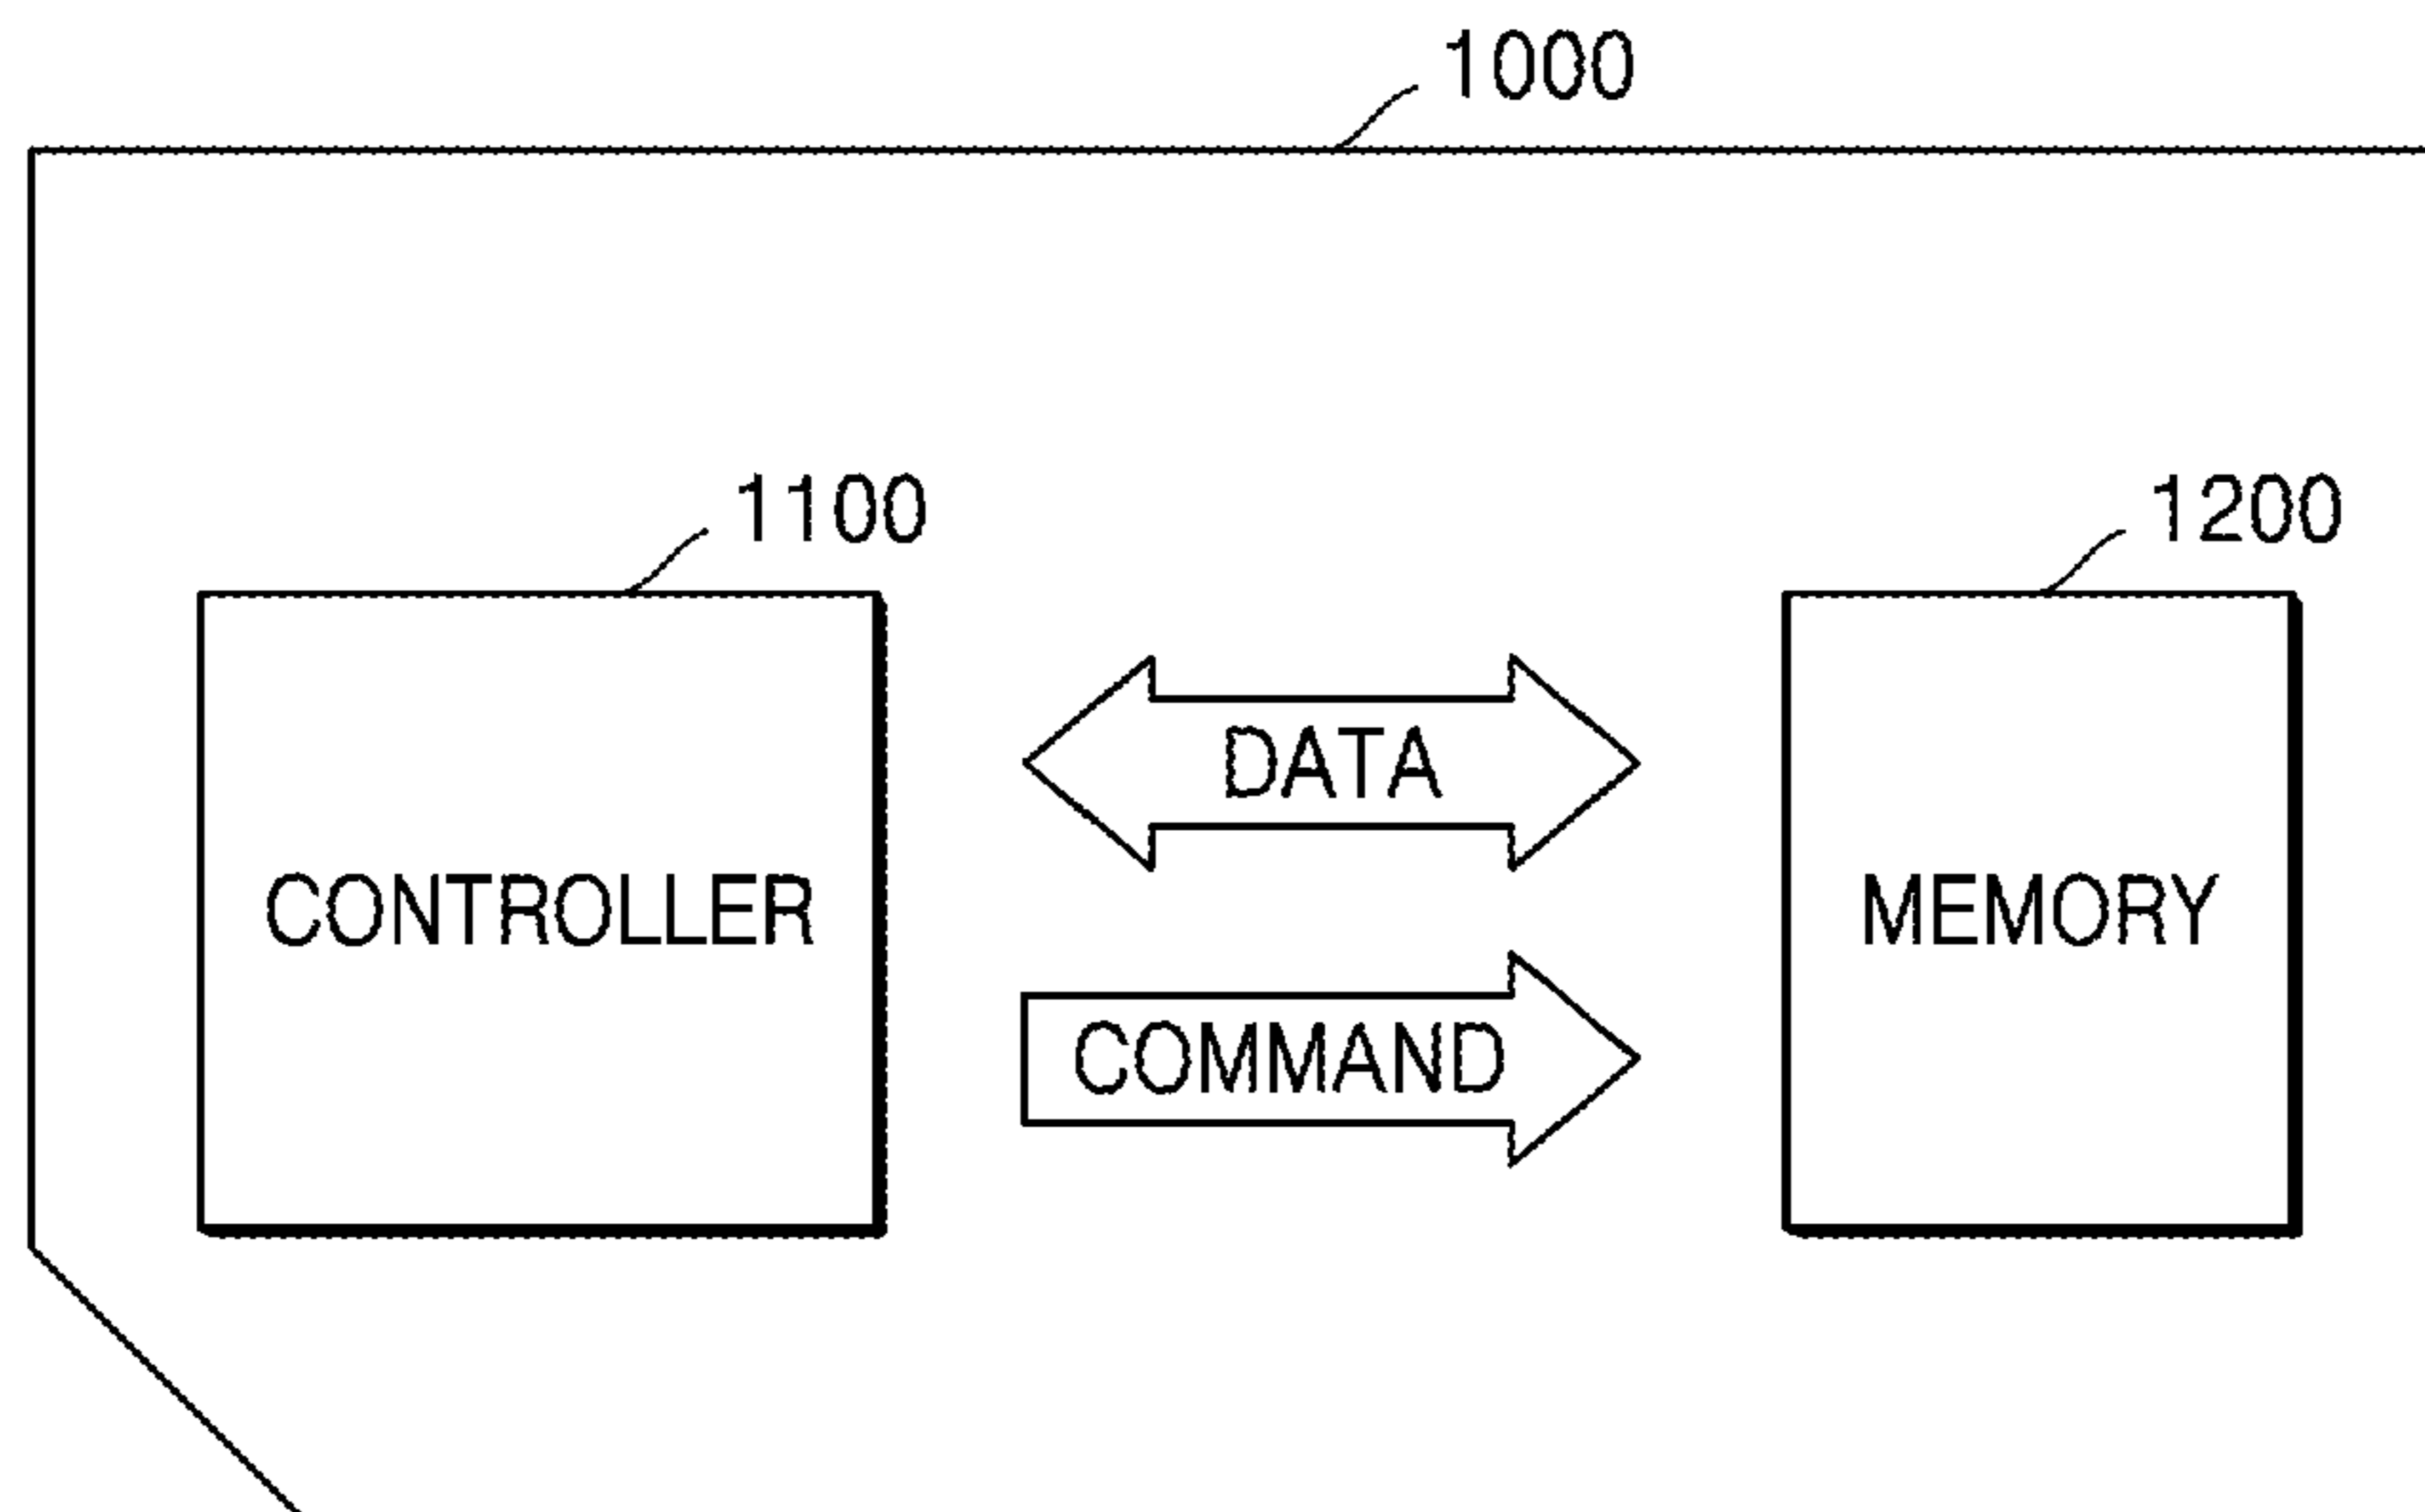 1000
1100
1200
DATA
CONTROLLER
MEMORY
COMMAND